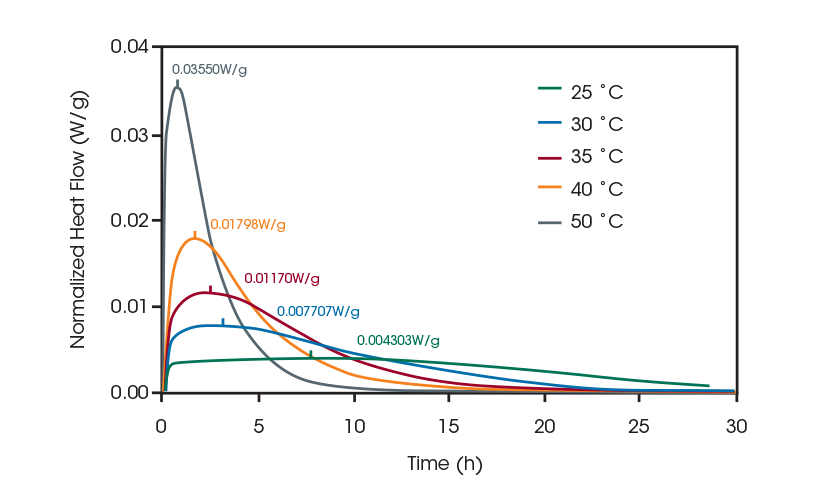 0.04
0.03550W/g
25 °C
30 °C
0.03
35 °C
40 °C
0.02
50 °C
0.01798W/g
0.01170W/g
0.01
0.007707W/g
0.004303W/g
0.00
0 5 10 15 20 25 30
Time (h)
Normalized Heat Flow (W/g)